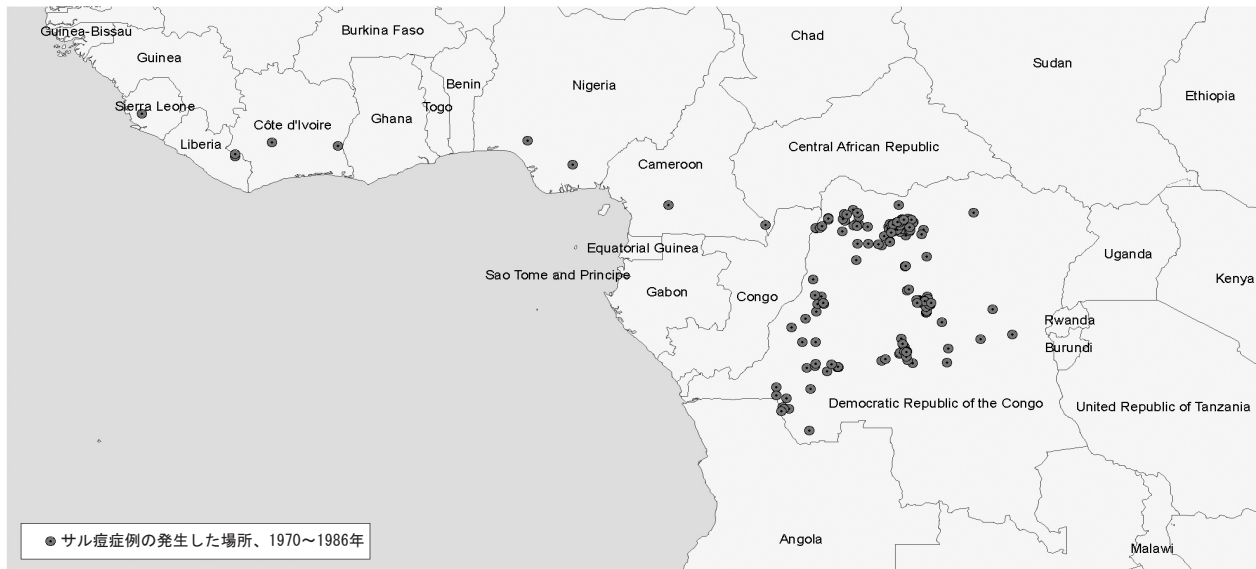 Guinea-Bissau
Guinea
Burkina Faso
Chad
Sudan
Ethiopia
Sierra Leone
Liberia
Côte d'Ivoire
Ghana
Togo
Benin
Nigeria
Cameroon
Central African Republic
Equatorial Guinea
Sao Tome and Principe
Gabon
Congo
Uganda
Kenya
Rwanda
Burundi
Democratic Republic of the Congo
United Republic of Tanzania
Angola
Malawi
サル痘症例の発生した場所、1970～1986年